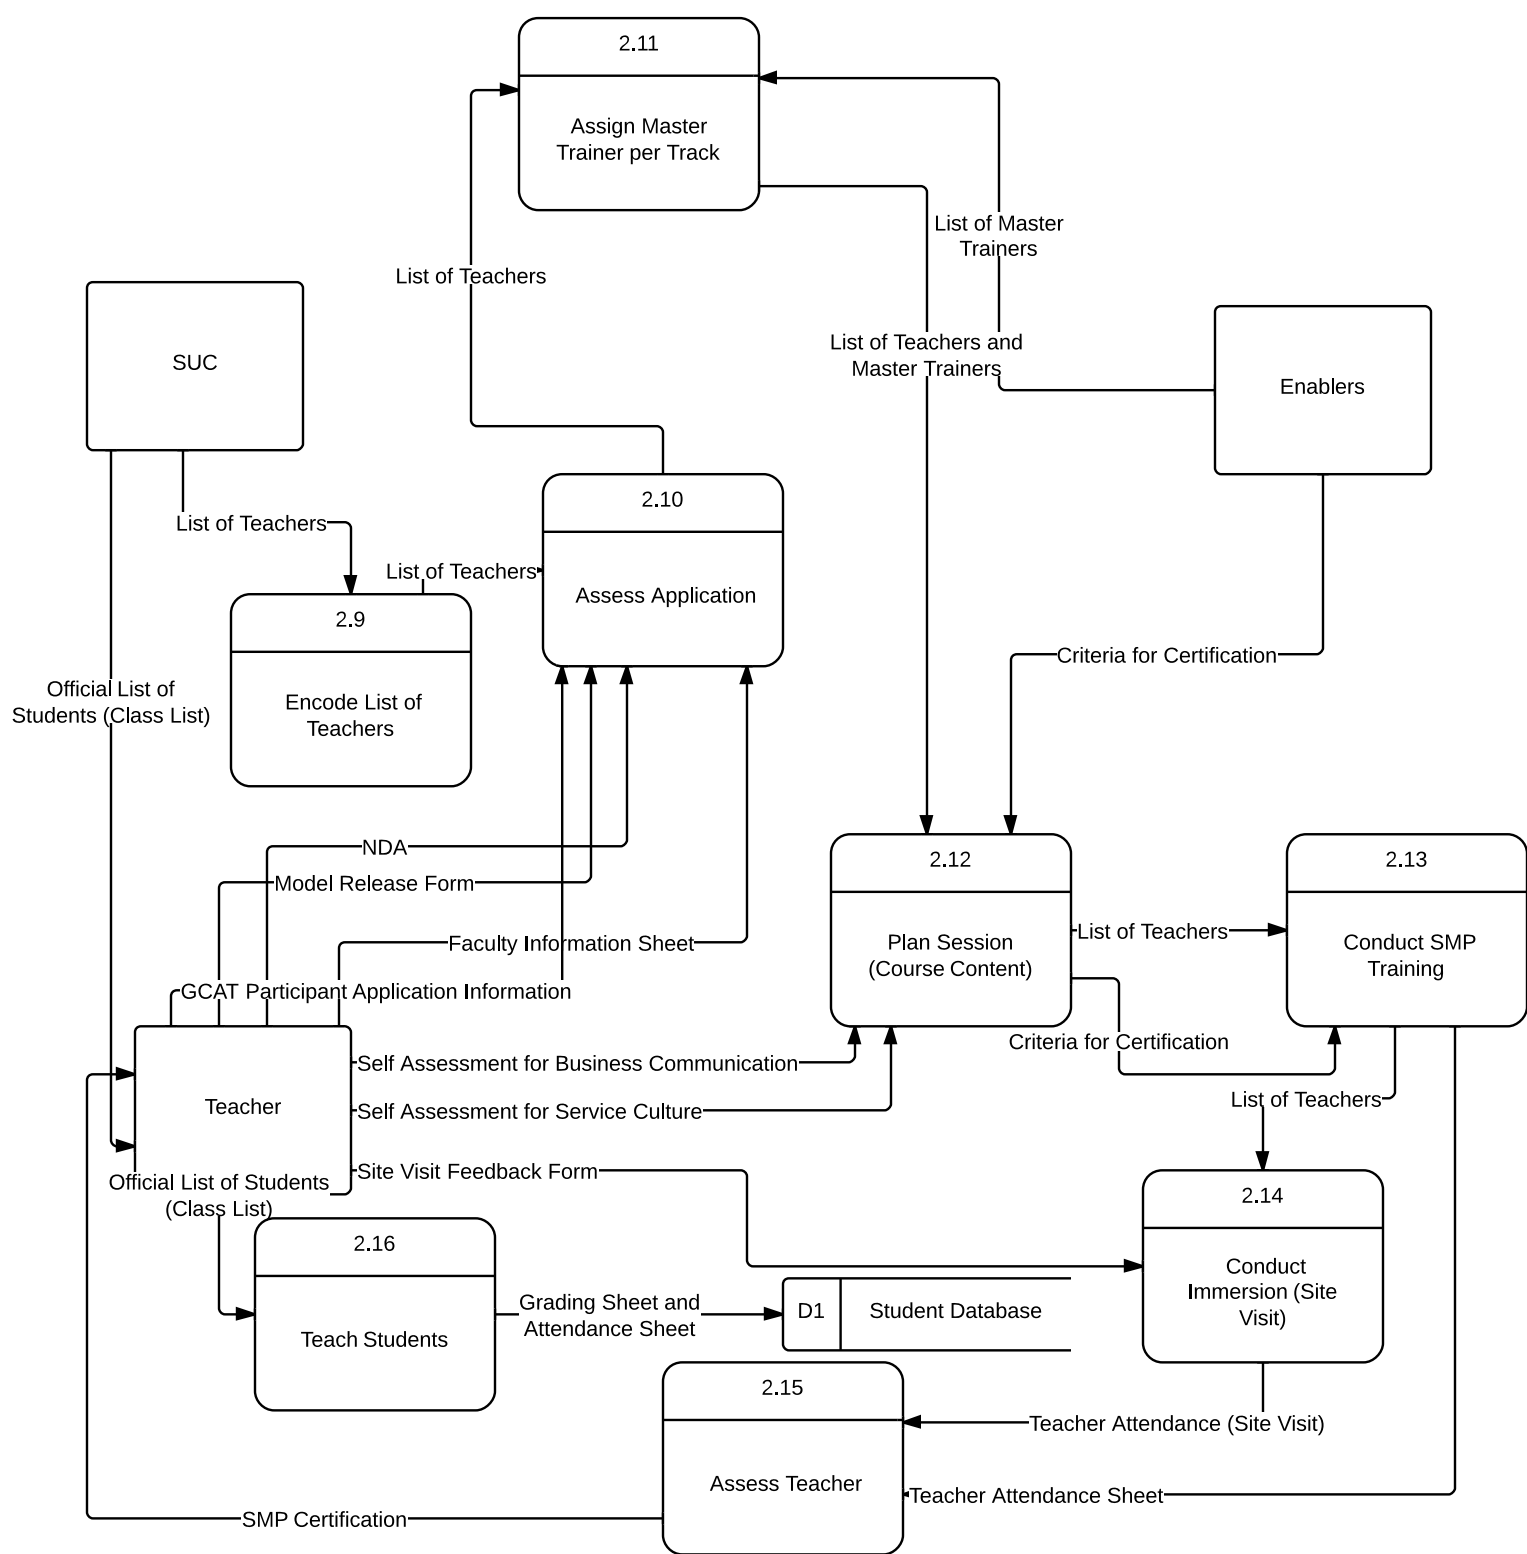 2.11
Assign Master
Trainer per Track
List of Master
Trainers
List of Teachers
List of Teachers and
Master Trainers
SUC
Enablers
2.10
Assess Application
List of Teachers
List of Teachers
2.9
Encode List of
Teachers
Criteria for Certification
Official List of
Students (Class List)
NDA
Model Release Form
Faculty Information Sheet
GCAT Participant Application Information
2.12
Plan Session
(Course Content)
List of Teachers
2.13
Conduct SMP
Training
Criteria for Certification
Self Assessment for Business Communication
Teacher
Self Assessment for Service Culture
List of Teachers
Site Visit Feedback Form
Official List of Students
(Class List)
2.14
Conduct
Immersion (Site
Visit)
2.16
Teach Students
Grading Sheet and
Attendance Sheet
D1
Student Database
2.15
Assess Teacher
Teacher Attendance (Site Visit)
Teacher Attendance Sheet
SMP Certification